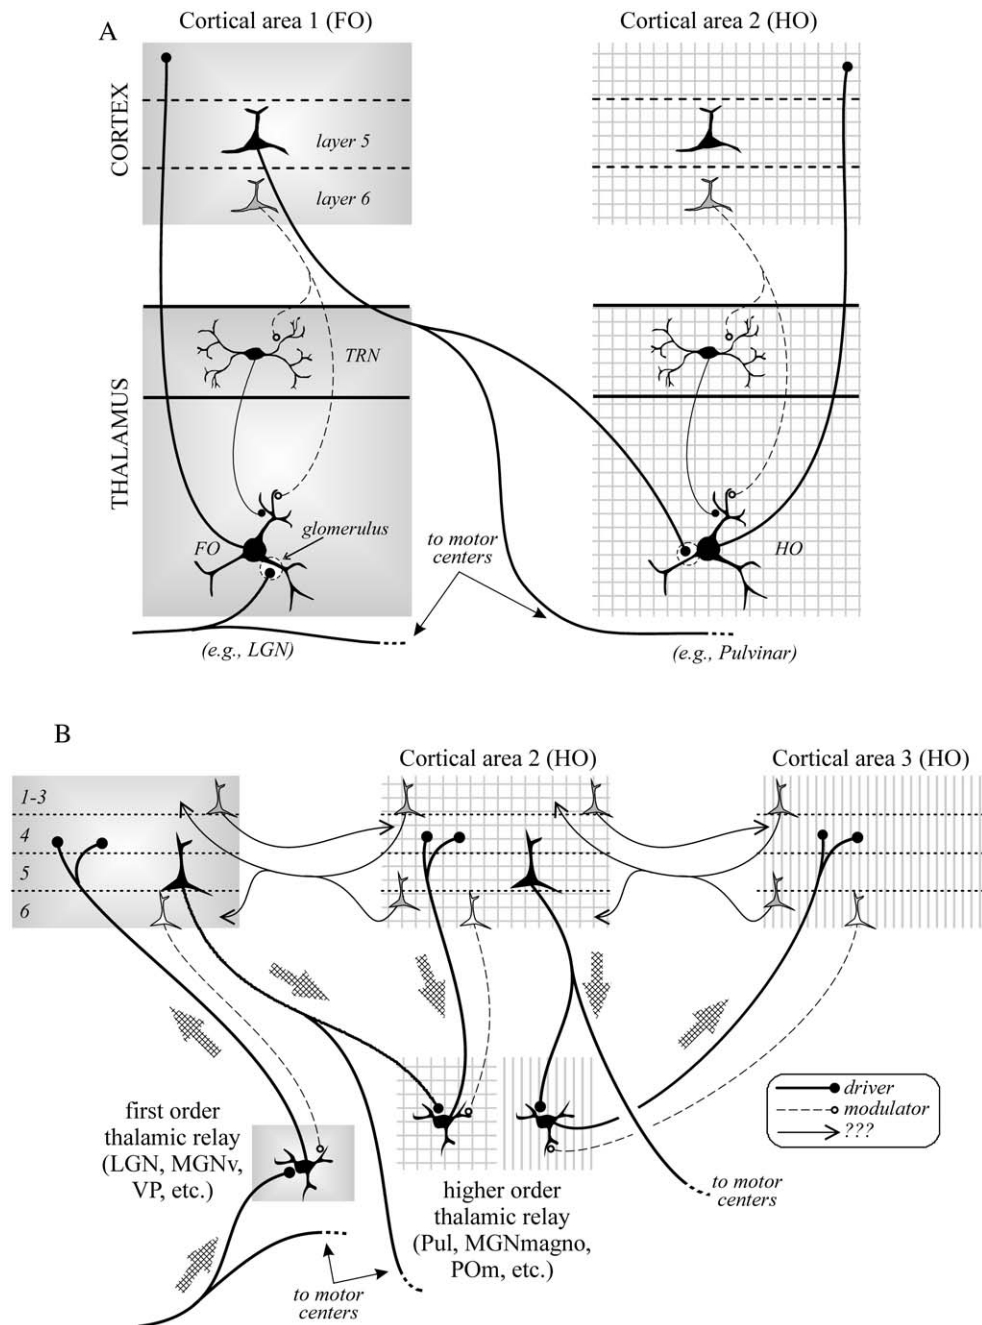 A
Cortical area 1 (FO)
Cortical area 2 (HO)
CORTEX
layer 5
layer 6
THALAMUS
TRN
glomerulus
FO
to motor
centers
HO
(e.g., LGN)
(e.g., Pulvinar)
B
Cortical area 2 (HO)
Cortical area 3 (HO)
1-3
4
5
6
first order
thalamic relay
(LGN, MGNv,
VP, etc.)
higher order
thalamic relay
(Pul, MGNmagno,
POm, etc.)
driver
modulator
???
to motor
centers
to motor
centers